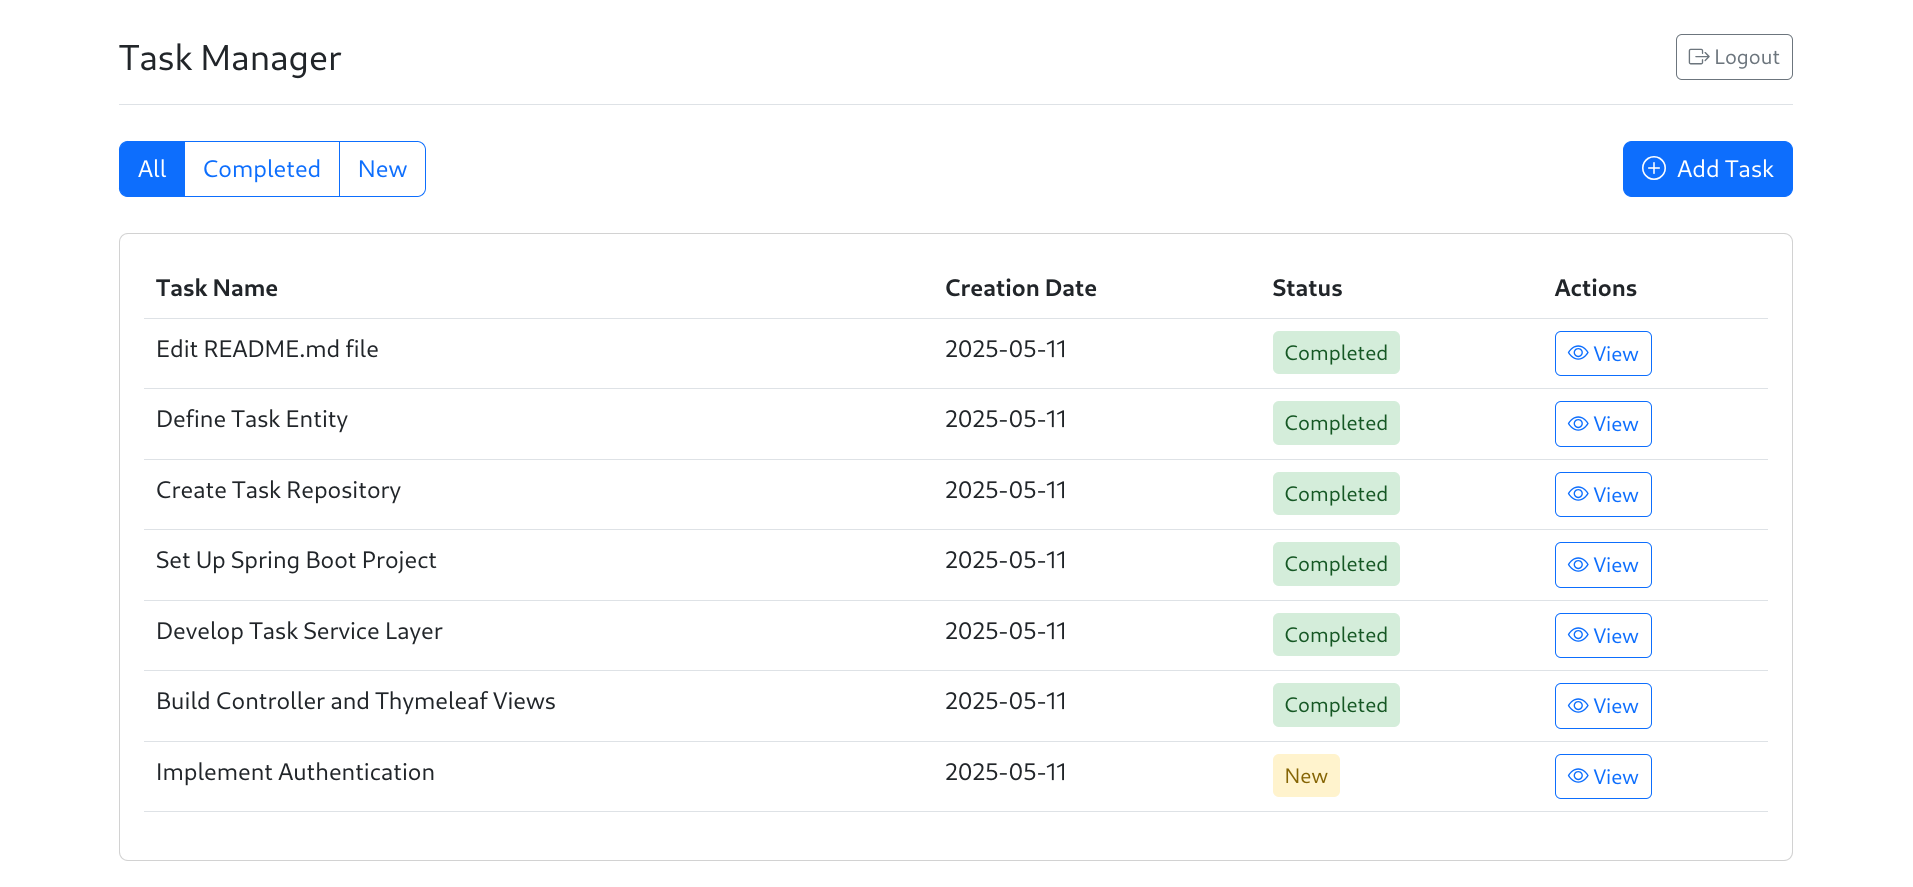 Task Manager
Logout
All Completed New
Add Task
Task Name Creation Date Status Actions
Edit README.md file 2025-05-11 Completed View
Define Task Entity 2025-05-11 Completed View
Create Task Repository 2025-05-11 Completed View
Set Up Spring Boot Project 2025-05-11 Completed View
Develop Task Service Layer 2025-05-11 Completed View
Build Controller and Thymeleaf Views 2025-05-11 Completed View
Implement Authentication 2025-05-11 New View